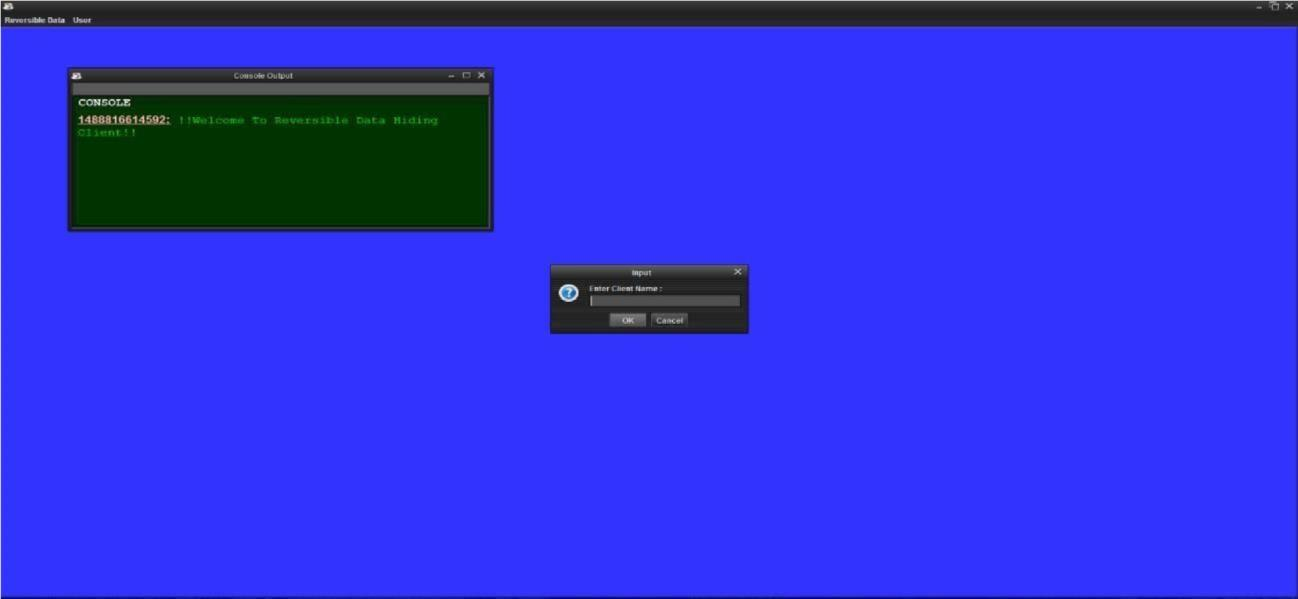 Reversible Data User
Console Output
CONSOLE
1488816614592: !!Welcome To Reversible Data Hiding
Client!!
Input
Enter Client Name :
OK Cancel